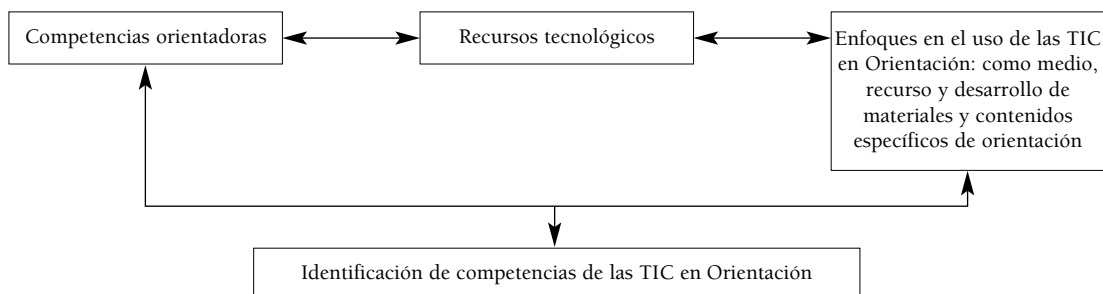 Competencias orientadoras
Recursos tecnológicos
Enfoques en el uso de las TIC
en Orientación: como medio,
recurso y desarrollo de
materiales y contenidos
específicos de orientación
Identificación de competencias de las TIC en Orientación